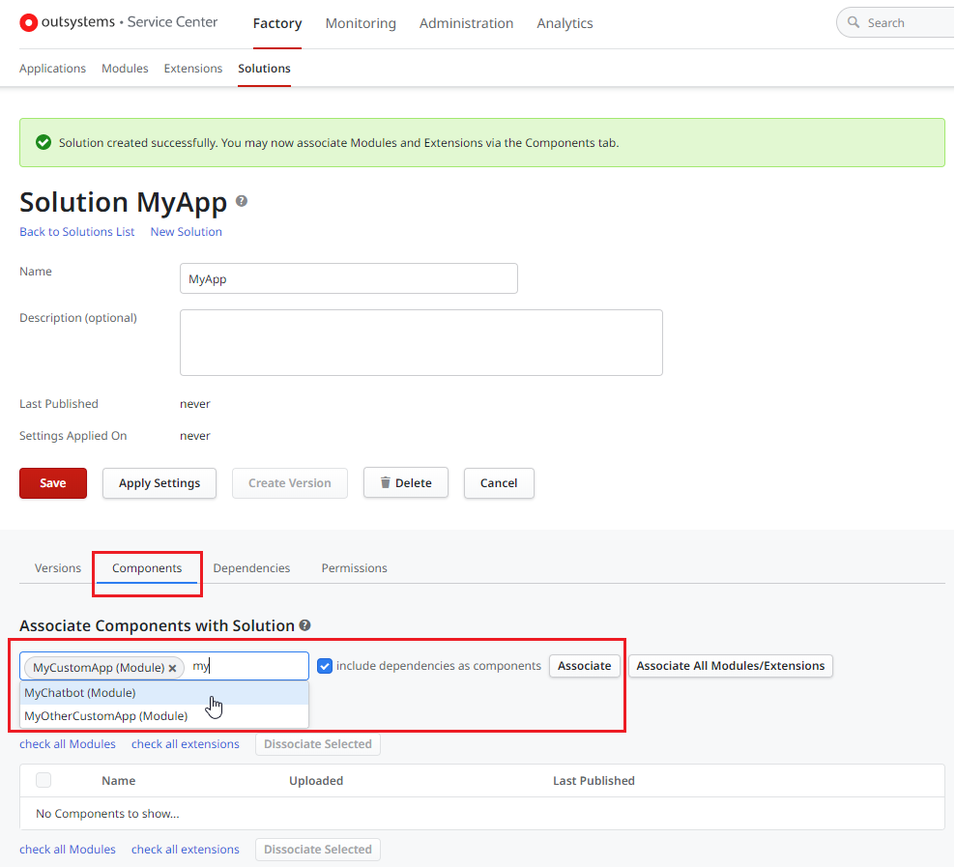 outsystems • Service Center Factory Monitoring Administration Analytics Search
Applications Modules Extensions Solutions
Solution created successfully. You may now associate Modules and Extensions via the Components tab.
Solution MyApp ?
Back to Solutions List New Solution
Name MyApp
Description (optional)
Last Published never
Settings Applied On never
Save Apply Settings Create Version Delete Cancel
Versions Components Dependencies Permissions
Associate Components with Solution ?
MyCustomApp (Module) × my include dependencies as components Associate Associate All Modules/Extensions
MyChatbot (Module)
MyOtherCustomApp (Module)
check all Modules check all extensions Dissociate Selected
Name Uploaded Last Published
No Components to show...
check all Modules check all extensions Dissociate Selected